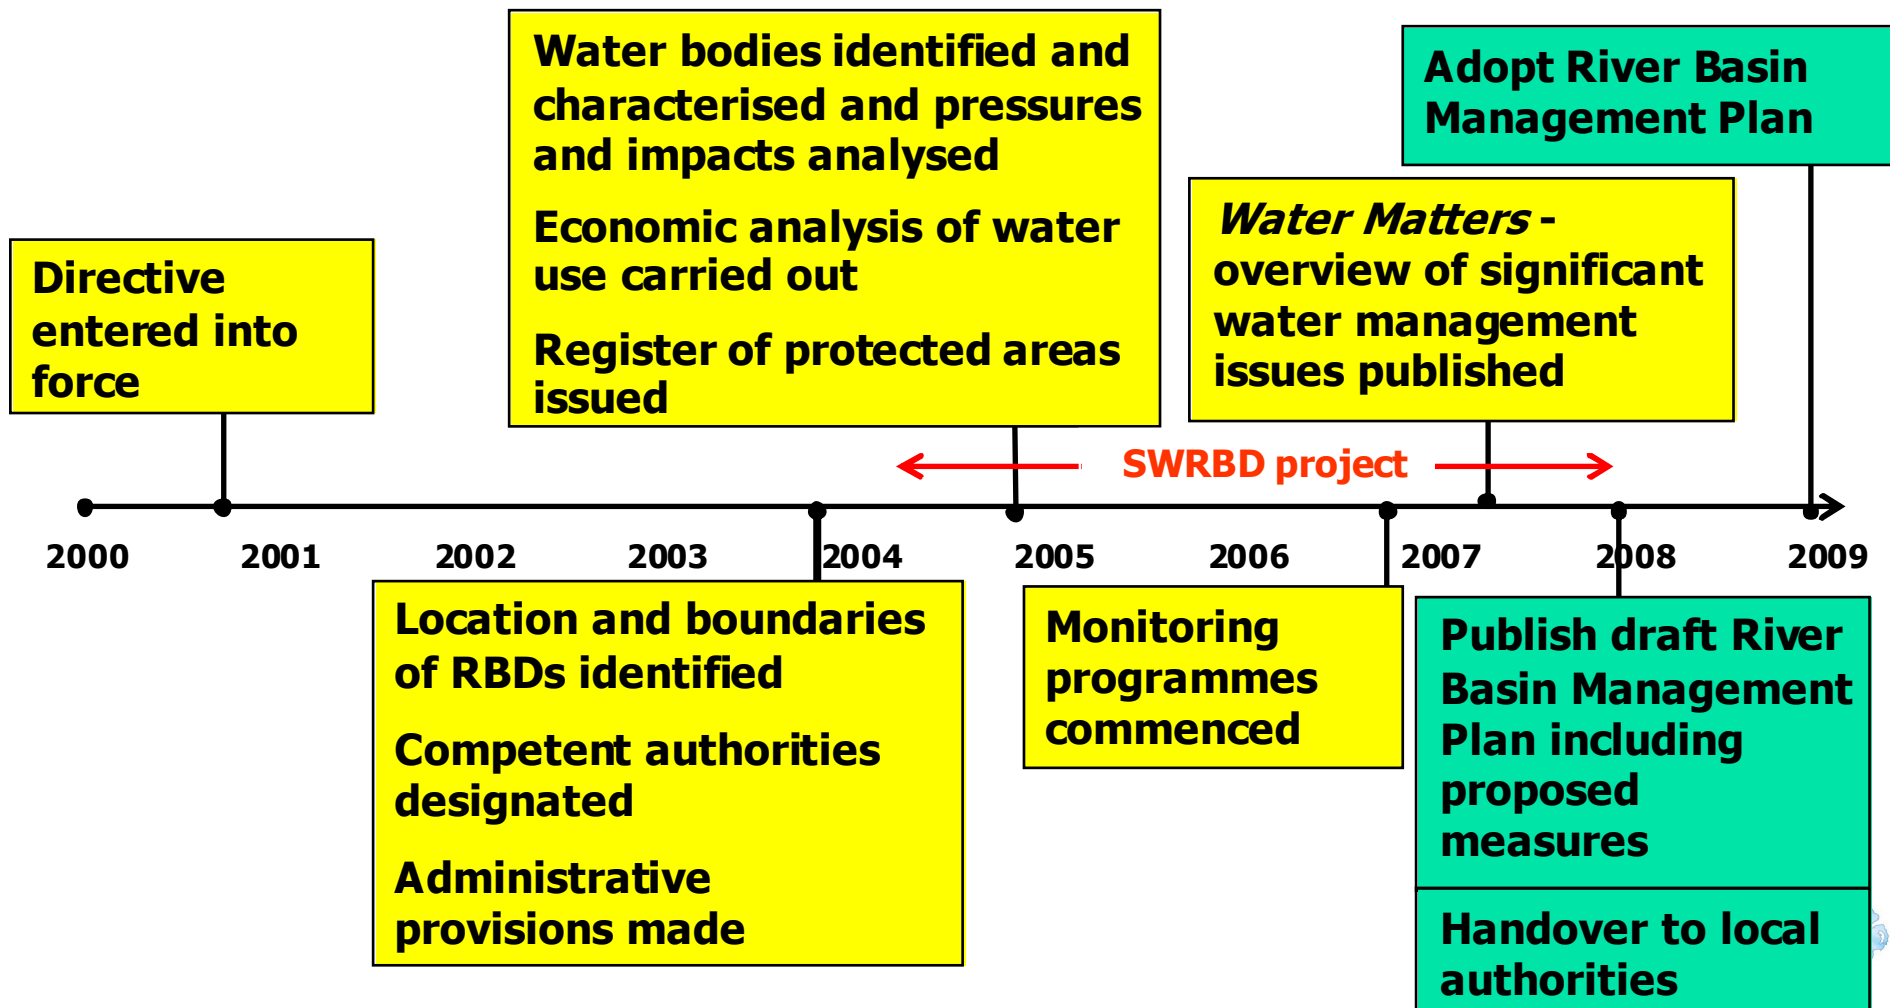 Directive
entered into
force
Water bodies identified and
characterised and pressures
and impacts analysed
Economic analysis of water
use carried out
Register of protected areas
issued
Adopt River Basin
Management Plan
Water Matters -
overview of significant
water management
issues published
SWRBD project
2000 2001 2002 2003 2004 2005 2006 2007 2008 2009
Location and boundaries
of RBDs identified
Competent authorities
designated
Administrative
provisions made
Monitoring
programmes
commenced
Publish draft River
Basin Management
Plan including
proposed
measures
Handover to local
authorities